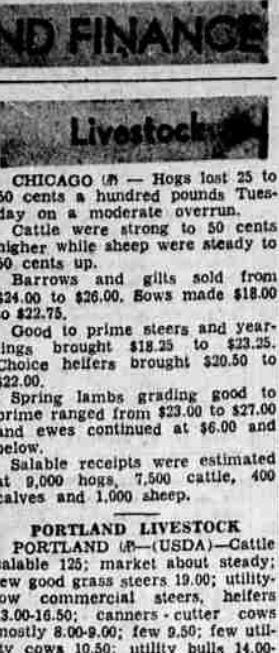 ND FINANCE
Livestock
CHICAGO (AP) — Hogs lost 25 to
50 cents a hundred pounds Tues-
day on a moderate overrun.
Cattle were strong to 50 cents
higher while sheep were steady to
50 cents up.
Barrows and gilts sold from
$24.00 to $26.00. Sows made $18.00
to $22.75.
Good to prime steers and year-
lings brought $18.25 to $23.25.
Choice heifers brought $20.50 to
$22.00.
Spring lambs grading good to
prime ranged from $23.00 to $27.00
and ewes continued at $6.00 and
below.
Salable receipts were estimated
at 9,000 hogs, 7,500 cattle, 400
calves and 1,000 sheep.
PORTLAND LIVESTOCK
PORTLAND (AP)—(USDA)—Cattle
salable 125; market about steady;
few good grass steers 19.00; utility-
low commercial steers, heifers
3.00-16.50; canners - cutter cows
mostly 8.00-9.00; few 9.50; few util-
ity cows 10.50; utility bulls 14.00-